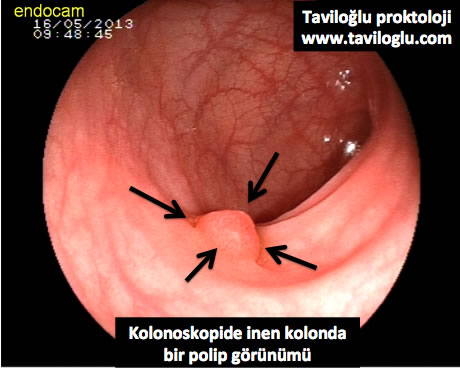 endocam
16/05/2013
09:48:45
Taviloğlu proktoloji
www.taviloglu.com
Kolonoskopide inen kolonda
bir polip görünümü